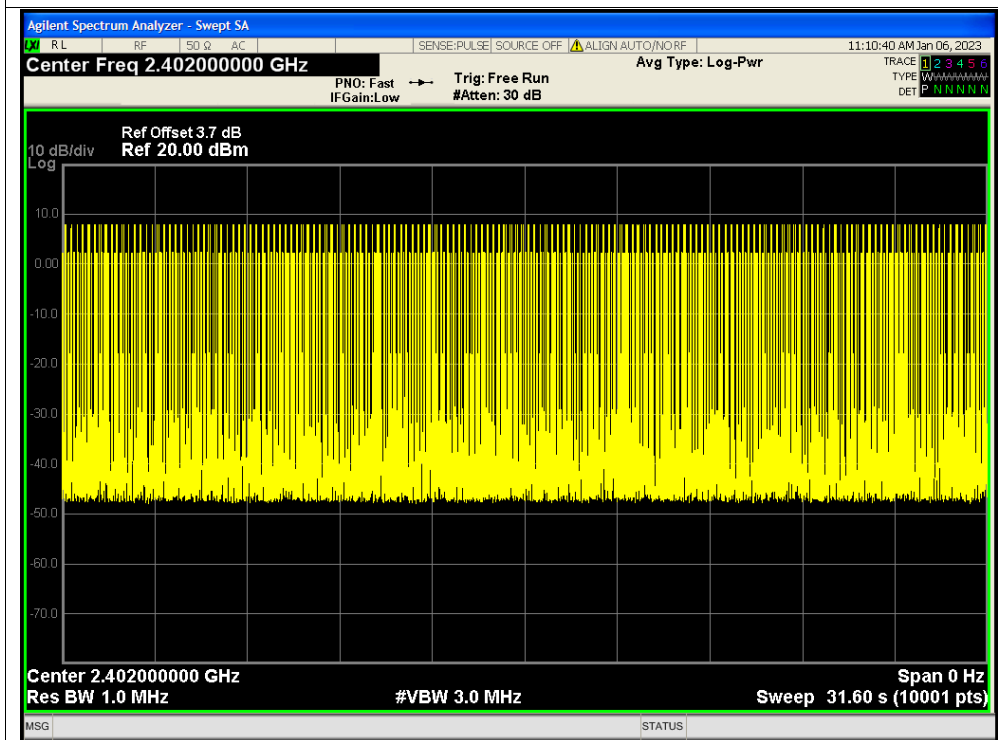 Agilent Spectrum Analyzer - Swept SA
LXI RL RF 50 Ω AC SENSE:PULSE SOURCE OFF ALIGN AUTO/NO RF 11:10:40 AM Jan 06, 2023
Center Freq 2.402000000 GHz Avg Type: Log-Pwr TRACE 1 2 3 4 5 6
PNO: Fast Trig: Free Run TYPE WWWWWW
IFGain:Low #Atten: 30 dB DET P N N N N N
Ref Offset 3.7 dB
10 dB/div Ref 20.00 dBm
Log
10.0
0.00
-10.0
-20.0
-30.0
-40.0
-50.0
-60.0
-70.0
Center 2.402000000 GHz Span 0 Hz
Res BW 1.0 MHz #VBW 3.0 MHz Sweep 31.60 s (10001 pts)
MSG STATUS